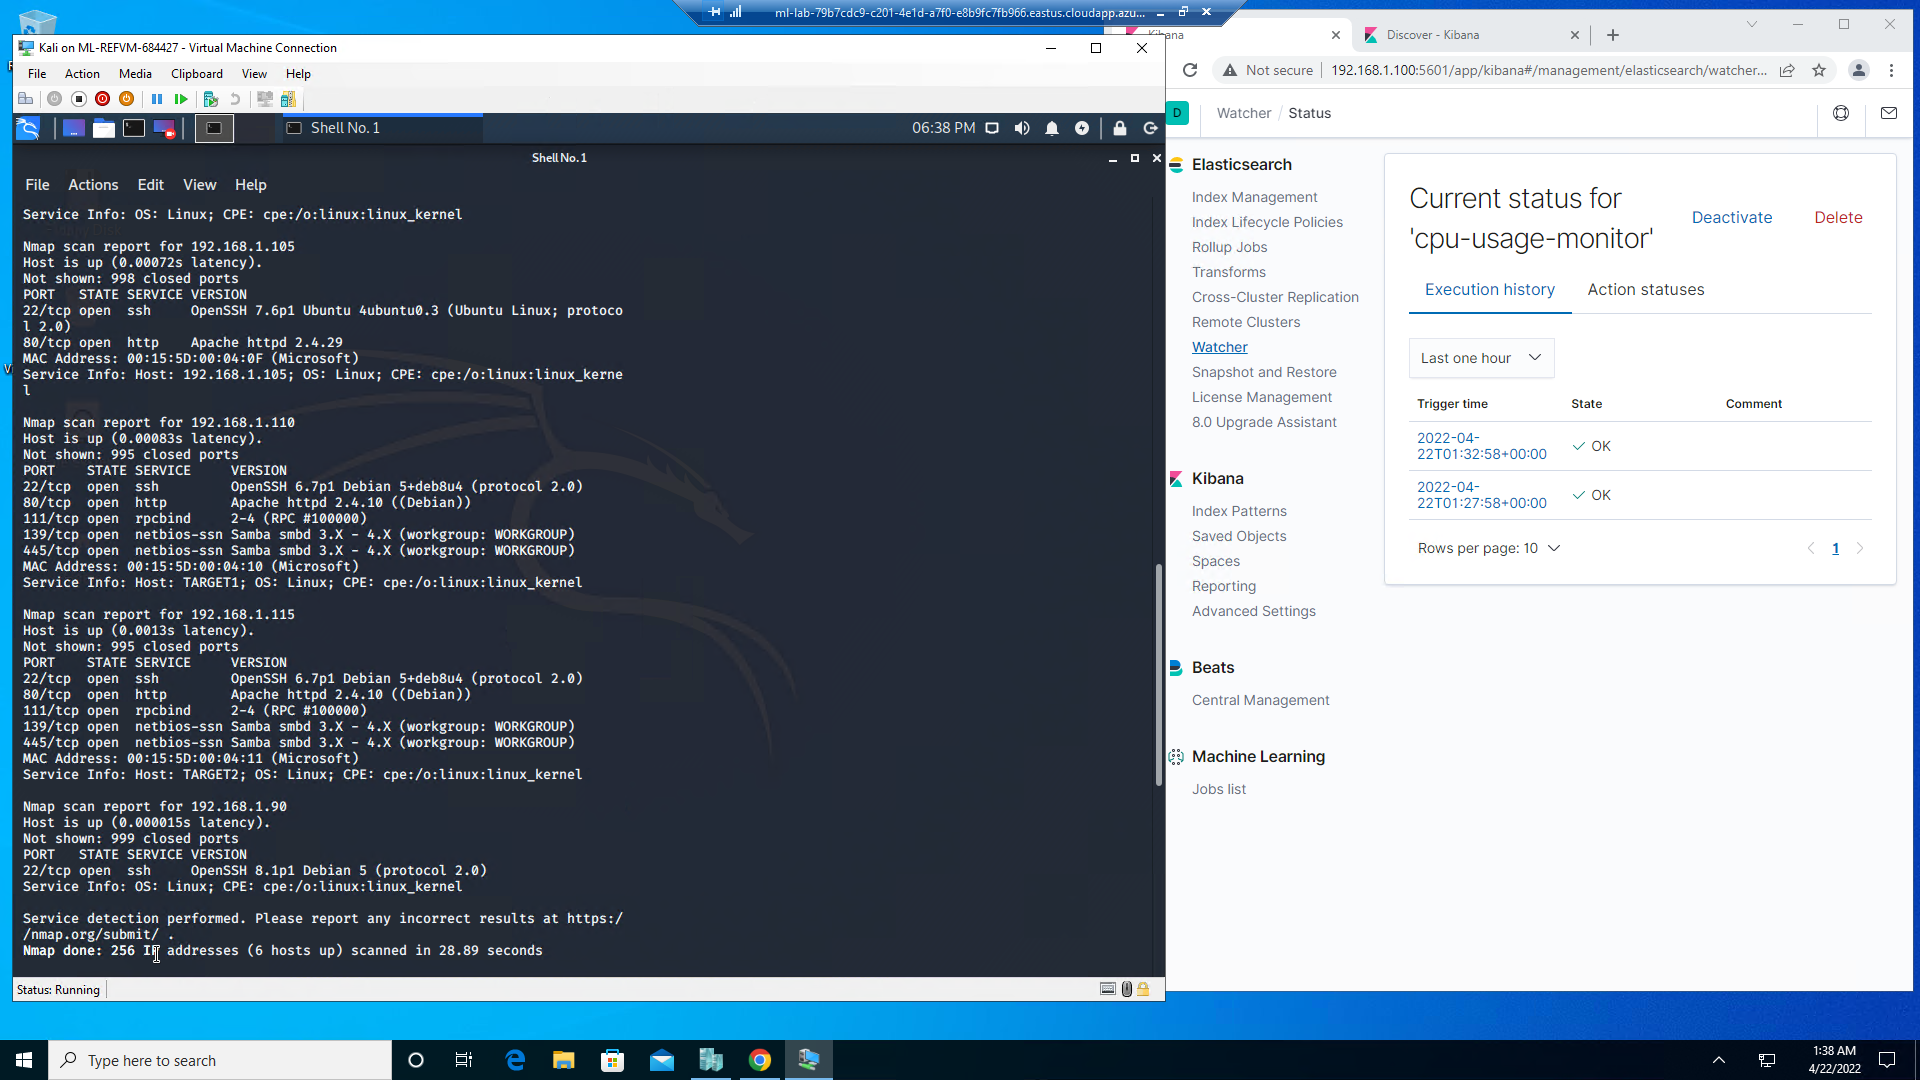 ml-lab-79b7cdc9-c201-4e1d-a7f0-e8b9fc7fb966.eastus.cloudapp.azu...
Kali on ML-REFVM-684427 - Virtual Machine Connection
File Action Media Clipboard View Help
Shell No. 1
06:38 PM
Shell No. 1
File Actions Edit View Help
Service Info: OS: Linux; CPE: cpe:/o:linux:linux_kernel
Nmap scan report for 192.168.1.105
Host is up (0.00072s latency).
Not shown: 998 closed ports
PORT   STATE SERVICE VERSION
22/tcp open  ssh     OpenSSH 7.6p1 Ubuntu 4ubuntu0.3 (Ubuntu Linux; protoco
l 2.0)
80/tcp open  http    Apache httpd 2.4.29
MAC Address: 00:15:5D:00:04:0F (Microsoft)
Service Info: Host: 192.168.1.105; OS: Linux; CPE: cpe:/o:linux:linux_kerne
l
Nmap scan report for 192.168.1.110
Host is up (0.00083s latency).
Not shown: 995 closed ports
PORT    STATE SERVICE     VERSION
22/tcp  open  ssh         OpenSSH 6.7p1 Debian 5+deb8u4 (protocol 2.0)
80/tcp  open  http        Apache httpd 2.4.10 ((Debian))
111/tcp open  rpcbind     2-4 (RPC #100000)
139/tcp open  netbios-ssn Samba smbd 3.X - 4.X (workgroup: WORKGROUP)
445/tcp open  netbios-ssn Samba smbd 3.X - 4.X (workgroup: WORKGROUP)
MAC Address: 00:15:5D:00:04:10 (Microsoft)
Service Info: Host: TARGET1; OS: Linux; CPE: cpe:/o:linux:linux_kernel
Nmap scan report for 192.168.1.115
Host is up (0.0013s latency).
Not shown: 995 closed ports
PORT    STATE SERVICE     VERSION
22/tcp  open  ssh         OpenSSH 6.7p1 Debian 5+deb8u4 (protocol 2.0)
80/tcp  open  http        Apache httpd 2.4.10 ((Debian))
111/tcp open  rpcbind     2-4 (RPC #100000)
139/tcp open  netbios-ssn Samba smbd 3.X - 4.X (workgroup: WORKGROUP)
445/tcp open  netbios-ssn Samba smbd 3.X - 4.X (workgroup: WORKGROUP)
MAC Address: 00:15:5D:00:04:11 (Microsoft)
Service Info: Host: TARGET2; OS: Linux; CPE: cpe:/o:linux:linux_kernel
Nmap scan report for 192.168.1.90
Host is up (0.000015s latency).
Not shown: 999 closed ports
PORT   STATE SERVICE VERSION
22/tcp open  ssh     OpenSSH 8.1p1 Debian 5 (protocol 2.0)
Service Info: OS: Linux; CPE: cpe:/o:linux:linux_kernel
Service detection performed. Please report any incorrect results at https:/
/nmap.org/submit/ .
Nmap done: 256 IP addresses (6 hosts up) scanned in 28.89 seconds
Status: Running
Discover - Kibana
Not secure 192.168.1.100:5601/app/kibana#/management/elasticsearch/watcher...
D Watcher / Status
Elasticsearch
Index Management
Index Lifecycle Policies
Rollup Jobs
Transforms
Cross-Cluster Replication
Remote Clusters
Watcher
Snapshot and Restore
License Management
8.0 Upgrade Assistant
Kibana
Index Patterns
Saved Objects
Spaces
Reporting
Advanced Settings
Beats
Central Management
Machine Learning
Jobs list
Current status for
'cpu-usage-monitor'
Deactivate Delete
Execution history Action statuses
Last one hour
Trigger time State Comment
2022-04-
22T01:32:58+00:00 OK
2022-04-
22T01:27:58+00:00 OK
Rows per page: 10 1
Type here to search
1:38 AM
4/22/2022